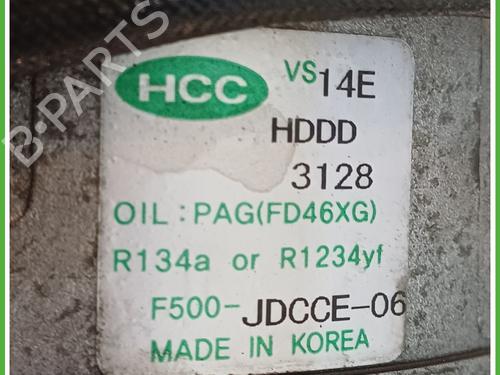 HCC VS14E
HDDD
3128
OIL : PAG(FD46XG)
R134a or R1234yf
F500-JDCCE-06
MADE IN KOREA
B-PARTS